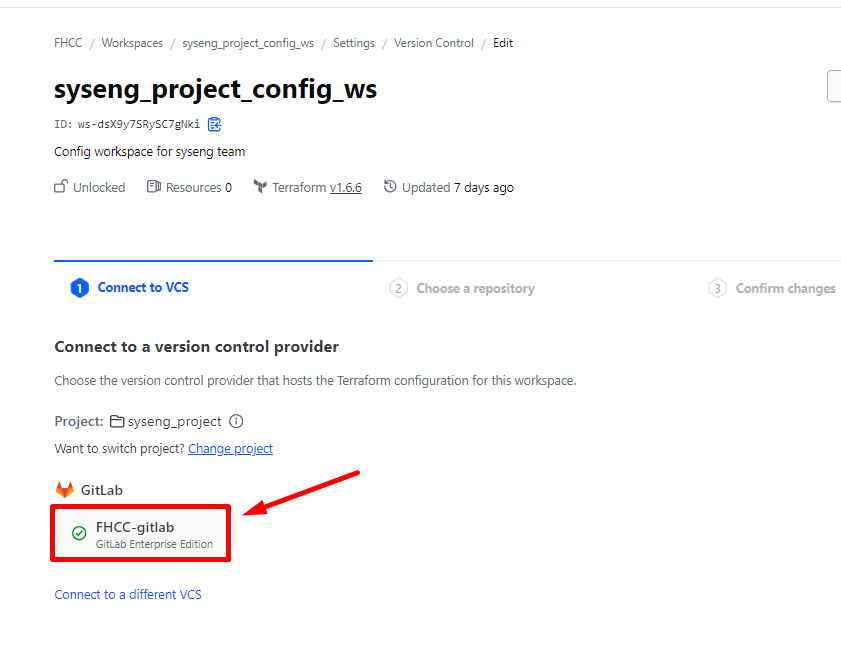 FHCC / Workspaces / syseng_project_config_ws / Settings / Version Control / Edit
syseng_project_config_ws
ID: ws-dsX9y7SRySC7gNki
Config workspace for syseng team
Unlocked Resources 0 Terraform v1.6.6 Updated 7 days ago
1 Connect to VCS 2 Choose a repository 3 Confirm changes
Connect to a version control provider
Choose the version control provider that hosts the Terraform configuration for this workspace.
Project: syseng_project
Want to switch project? Change project
GitLab
FHCC-gitlab
GitLab Enterprise Edition
Connect to a different VCS